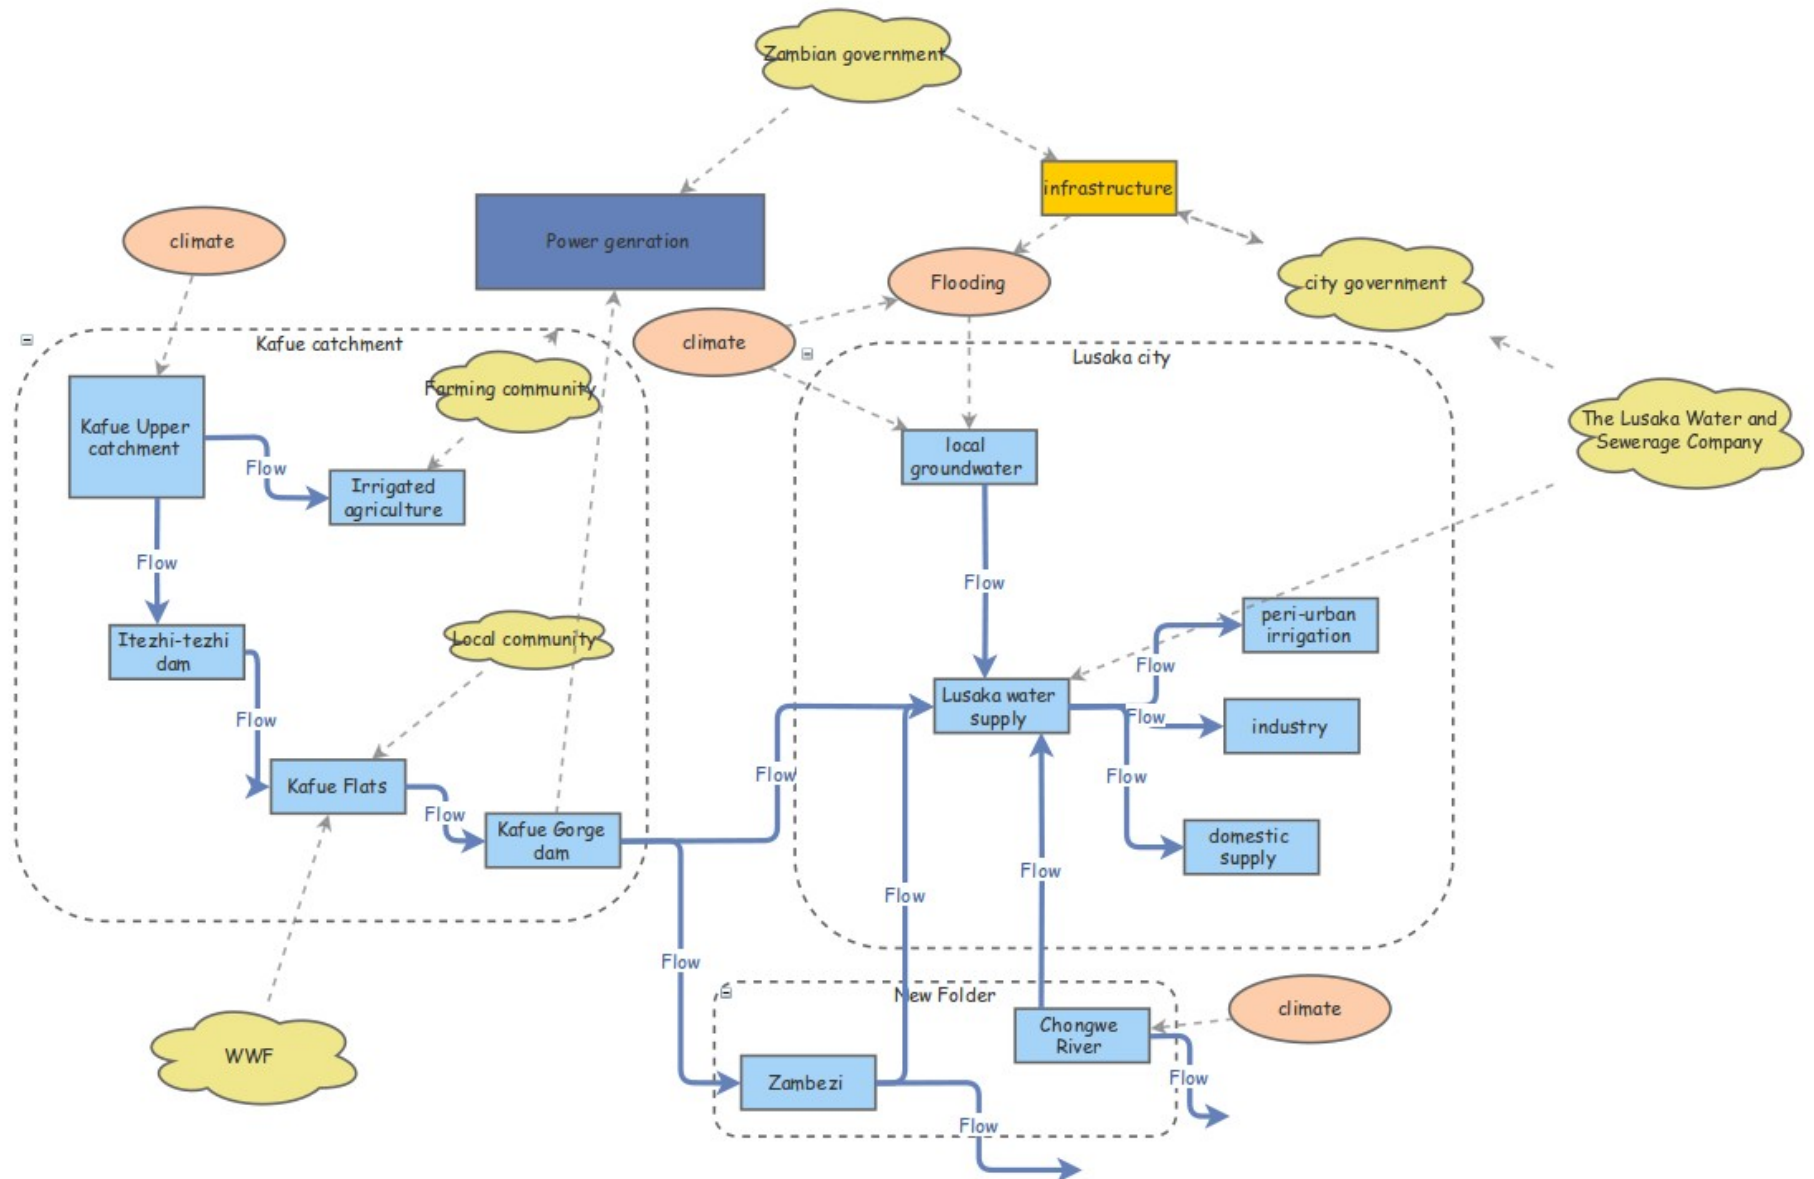 Zambian government
infrastructure
climate
Power genration
Flooding
city government
climate
Kafue catchment
Lusaka city
Farming community
The Lusaka Water and
Sewerage Company
Kafue Upper
catchment
Flow
Irrigated
agriculture
local
groundwater
Flow
Flow
Itezhi-tezhi
dam
Local community
peri-urban
irrigation
Flow
Flow
Lusaka water
supply
Flow
industry
Kafue Flats
Flow
Flow
Flow
Kafue Gorge
dam
domestic
supply
Flow
Flow
Flow
New Folder
climate
Chongwe
River
WWF
Zambezi
Flow
Flow